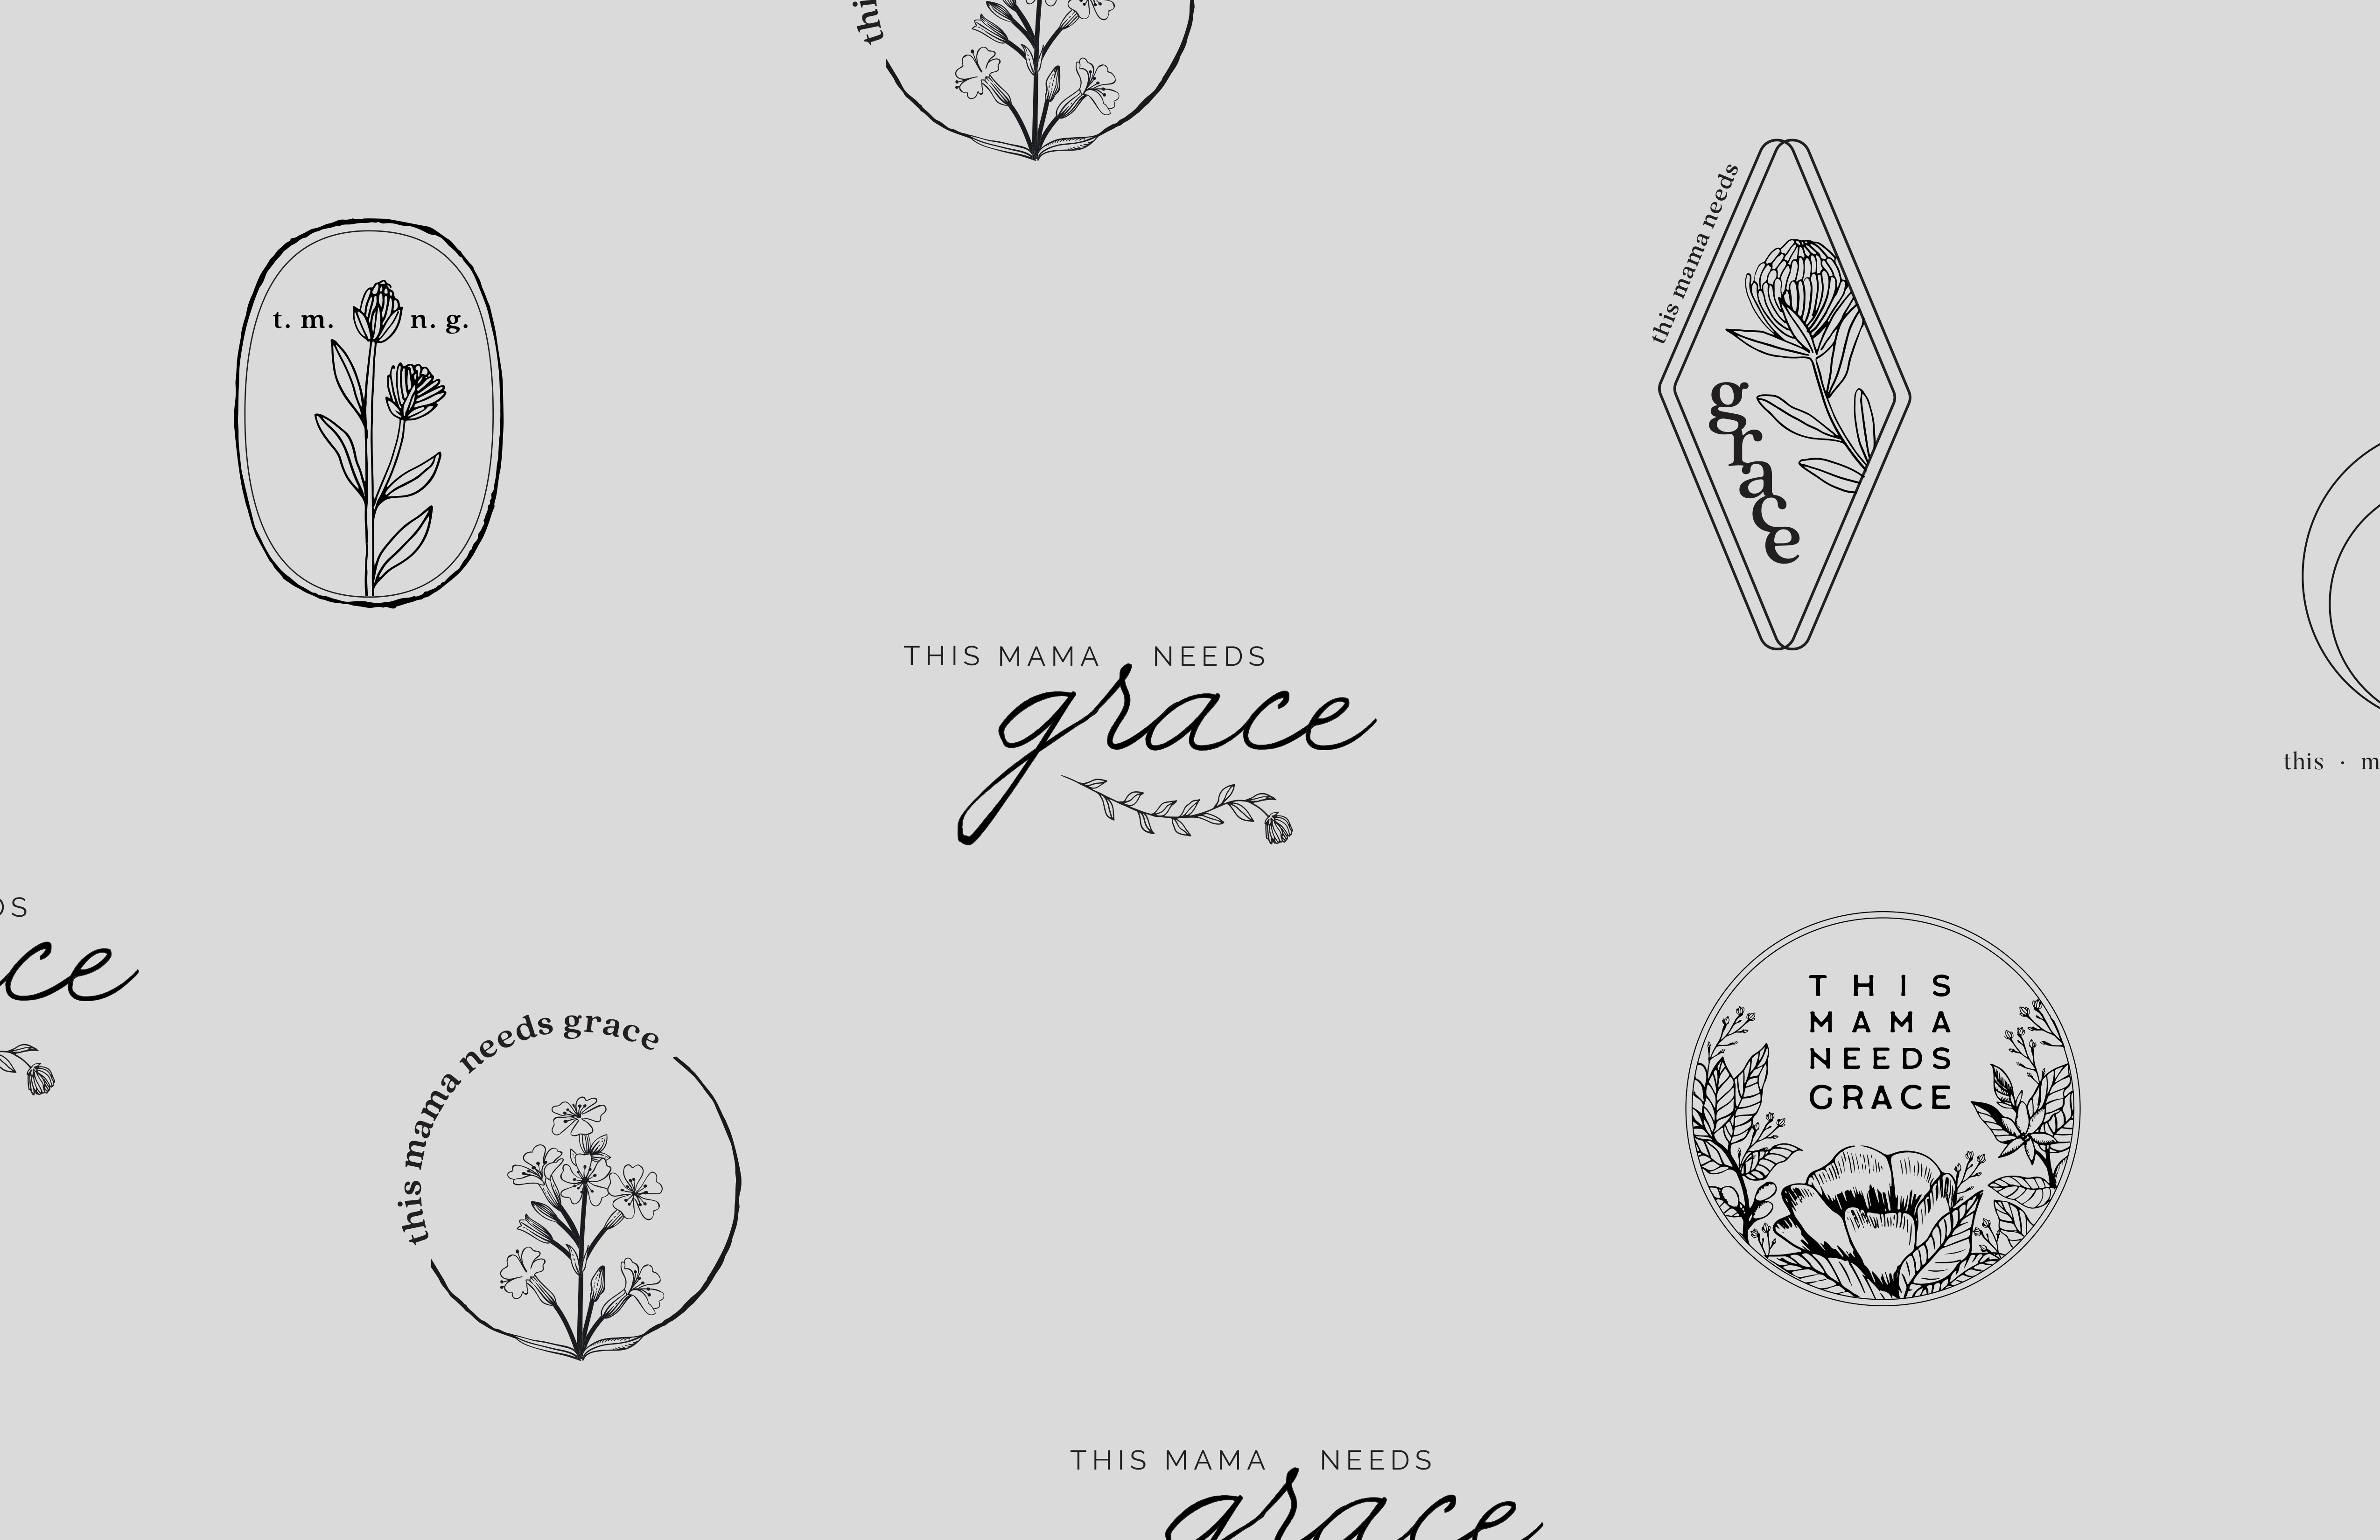 thi
t. m. n. g.
this mama needs
grace
THIS MAMA NEEDS
grace
this · m
DS
ce
this mama needs grace
THIS
MAMA
NEEDS
GRACE
THIS MAMA NEEDS
grace